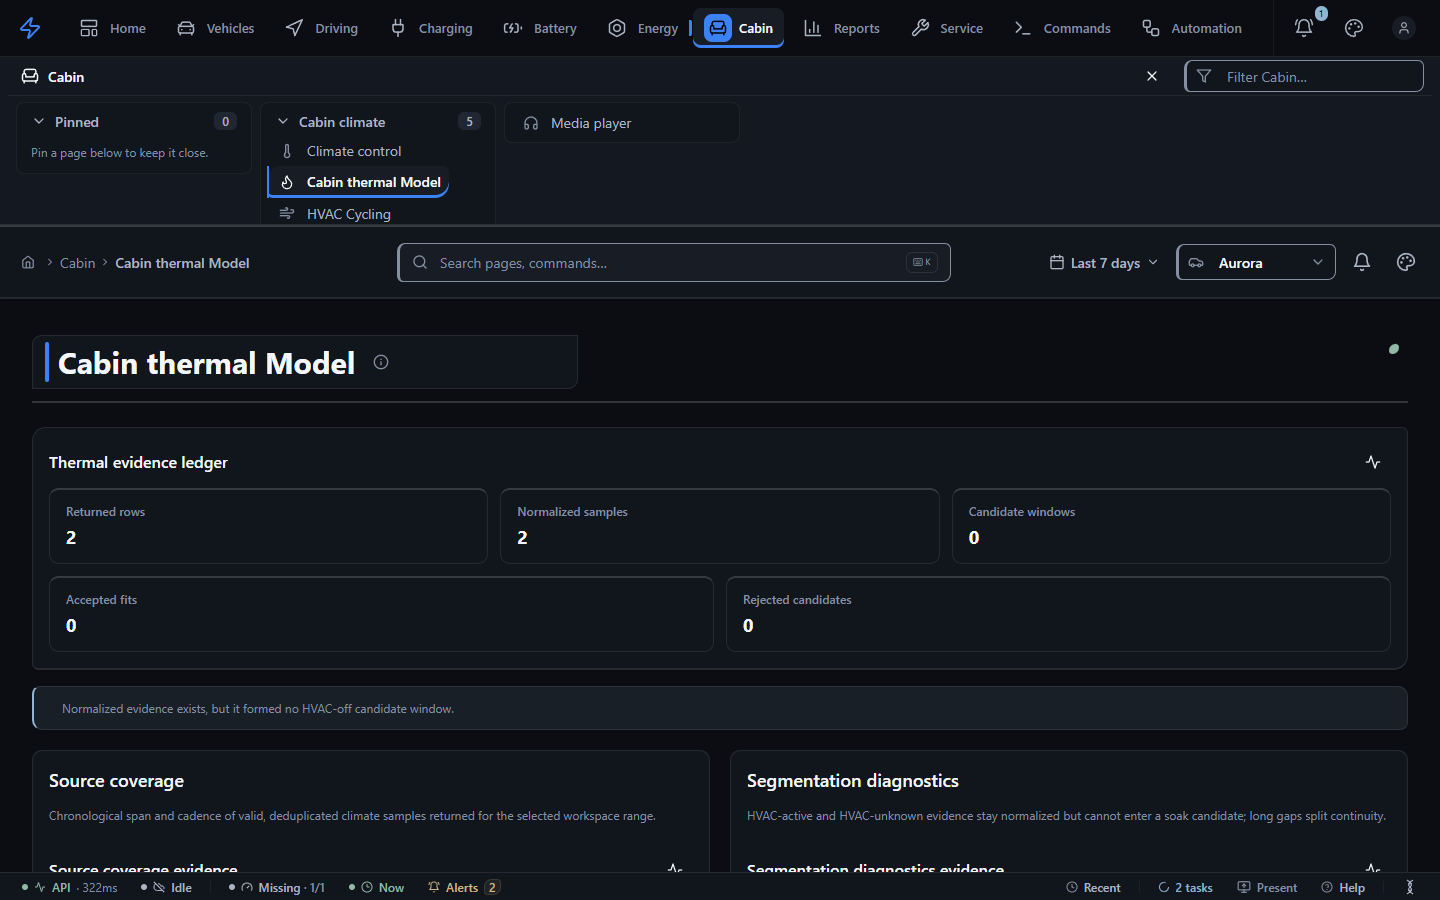 Home
Vehicles
Driving
Charging
Battery
Energy
Cabin
Reports
Service
Commands
Automation
1
Cabin
Filter Cabin...
Pinned
0
Pin a page below to keep it close.
Cabin climate
5
Climate control
Cabin thermal Model
HVAC Cycling
Media player
Cabin
Cabin thermal Model
Search pages, commands...
K
Last 7 days
Aurora
Cabin thermal Model
Thermal evidence ledger
Returned rows
2
Normalized samples
2
Candidate windows
0
Accepted fits
0
Rejected candidates
0
Normalized evidence exists, but it formed no HVAC-off candidate window.
Source coverage
Chronological span and cadence of valid, deduplicated climate samples returned for the selected workspace range.
Source coverage evidence
Segmentation diagnostics
HVAC-active and HVAC-unknown evidence stay normalized but cannot enter a soak candidate; long gaps split continuity.
Segmentation diagnostics evidence
API · 322ms
Idle
Missing · 1/1
Now
Alerts 2
Recent
2 tasks
Present
Help